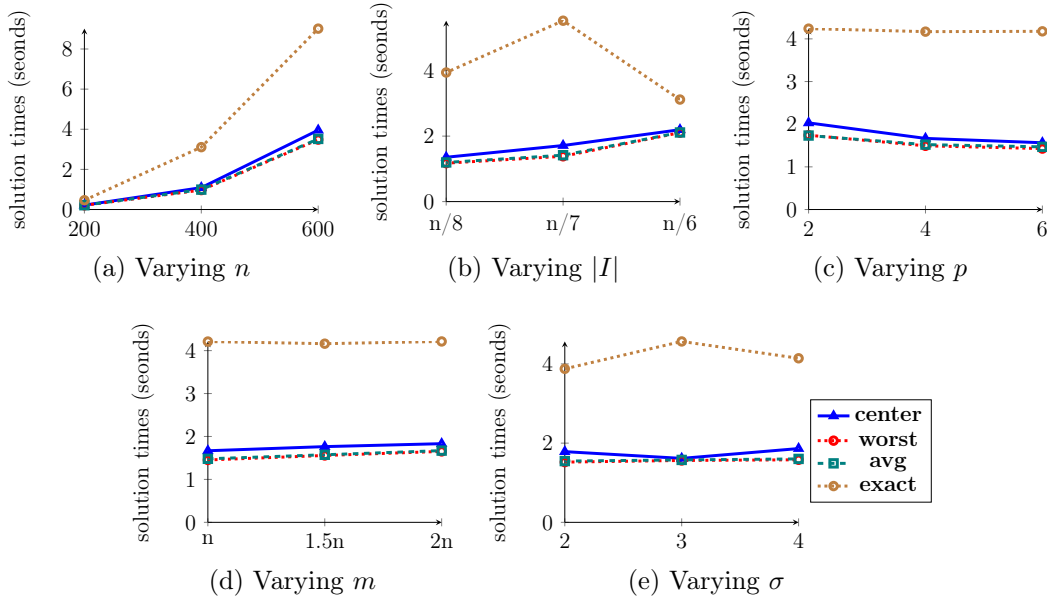 solution times (seonds)
8
6
4
2
0
200
400
600
(a) Varying n
solution times (seonds)
4
2
0
n/8
n/7
n/6
(b) Varying |I|
solution times (seonds)
4
3
2
1
0
2
4
6
(c) Varying p
solution times (seonds)
4
3
2
1
0
n
1.5n
2n
(d) Varying m
solution times (seonds)
4
2
0
2
3
4
(e) Varying σ
center
worst
avg
exact